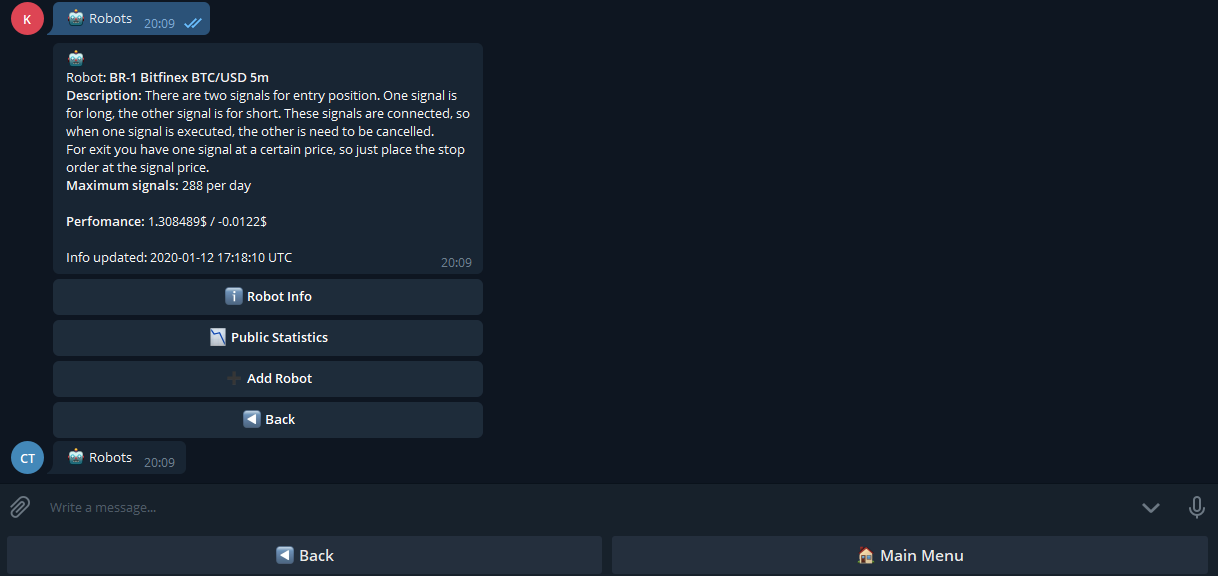 K
🤖 Robots 20:09
🤖
Robot: BR-1 Bitfinex BTC/USD 5m
Description: There are two signals for entry position. One signal is
for long, the other signal is for short. These signals are connected, so
when one signal is executed, the other is need to be cancelled.
For exit you have one signal at a certain price, so just place the stop
order at the signal price.
Maximum signals: 288 per day
Perfomance: 1.308489$ / -0.0122$
Info updated: 2020-01-12 17:18:10 UTC
20:09
ℹ️ Robot Info
📉 Public Statistics
➕ Add Robot
◀️ Back
CT
🤖 Robots 20:09
Write a message...
◀️ Back
🏠 Main Menu